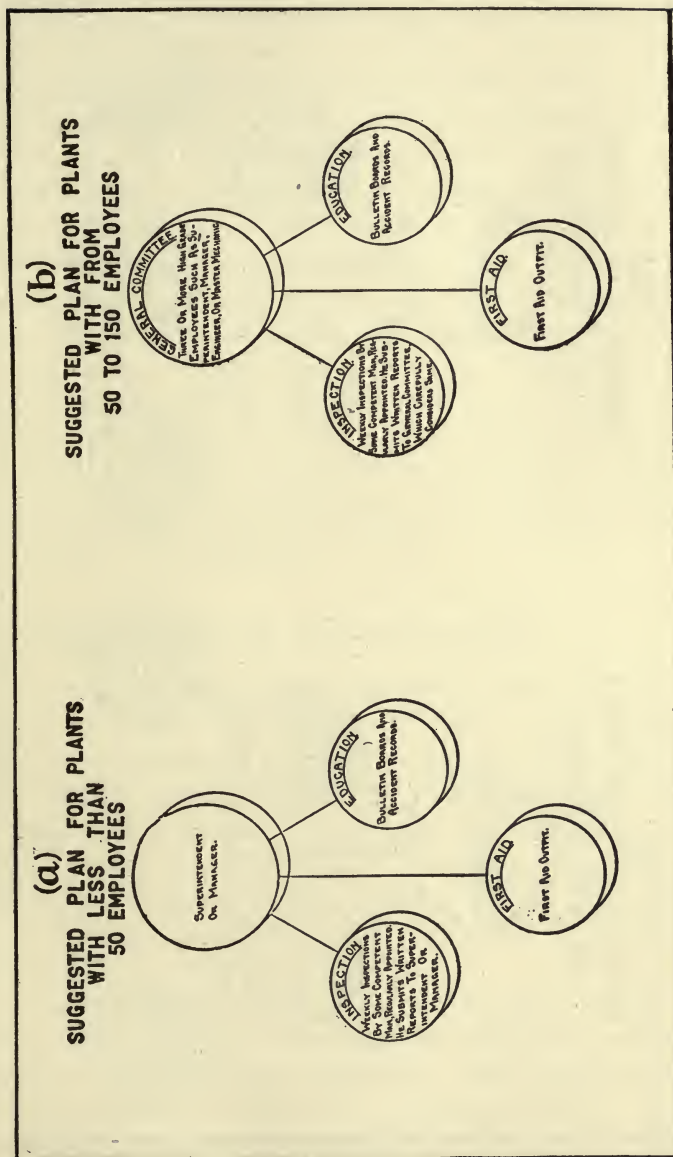 (a)
SUGGESTED PLAN FOR PLANTS
WITH LESS THAN
50 EMPLOYEES
SUPERINTENDENT
OR MANAGER.
INSPECTION
WEEKLY INSPECTIONS
BY SOME COMPETENT
MAN, REGULARLY APPOINTED.
HE SUBMITS WRITTEN
REPORTS TO SUPER-
INTENDENT OR
MANAGER.
EDUCATION
BULLETIN BOARDS AND
ACCIDENT RECORDS.
FIRST AID
FIRST AID OUTFIT.
(b)
SUGGESTED PLAN FOR PLANTS
WITH FROM
50 TO 150 EMPLOYEES
GENERAL COMMITTEE
THREE OR MORE HIGH GRADE
EMPLOYEES SUCH AS SU-
PERINTENDENT, MANAGER,
ENGINEER, OR MASTER MECHANIC
INSPECTION
WEEKLY INSPECTIONS BY
SOME COMPETENT MAN, REG-
ULARLY APPOINTED. HE SUB-
MITS WRITTEN REPORTS
TO GENERAL COMMITTEE
WHICH CAREFULLY
CONSIDERS SAME.
EDUCATION
BULLETIN BOARDS AND
ACCIDENT RECORDS.
FIRST AID
FIRST AID OUTFIT.